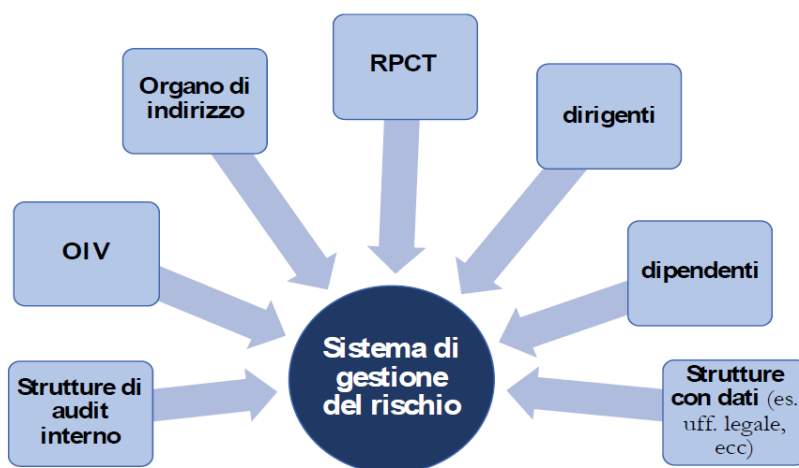 RPCT
Organo di
indirizzo
dirigenti
OIV
dipendenti
Sistema di
gestione
del rischio
Strutture di
audit
interno
Strutture
con dati (es.
uff. legale,
ecc)